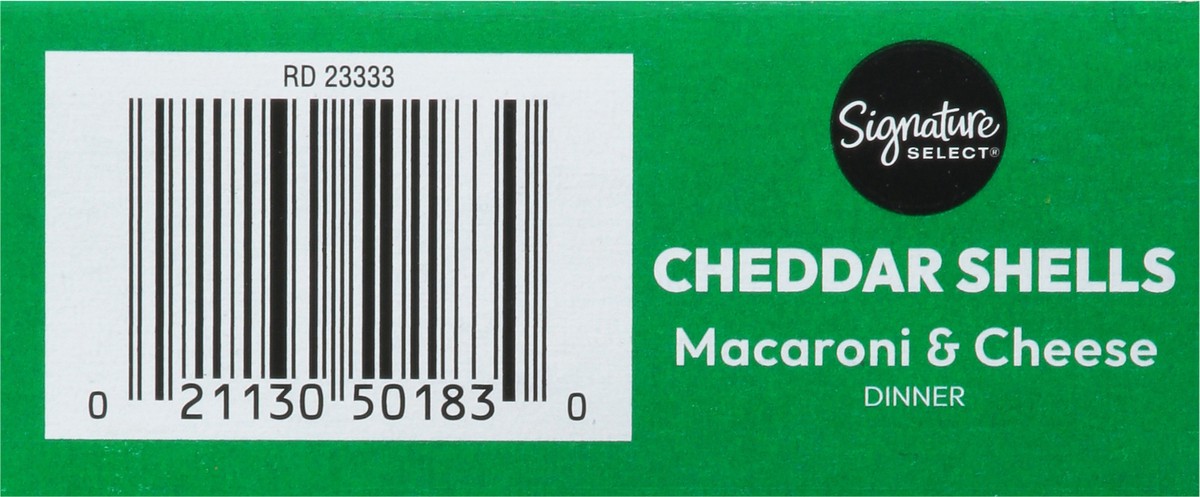 RD 23333
0 21130 50183 0
Signature
SELECT®
CHEDDAR SHELLS
Macaroni & Cheese
DINNER